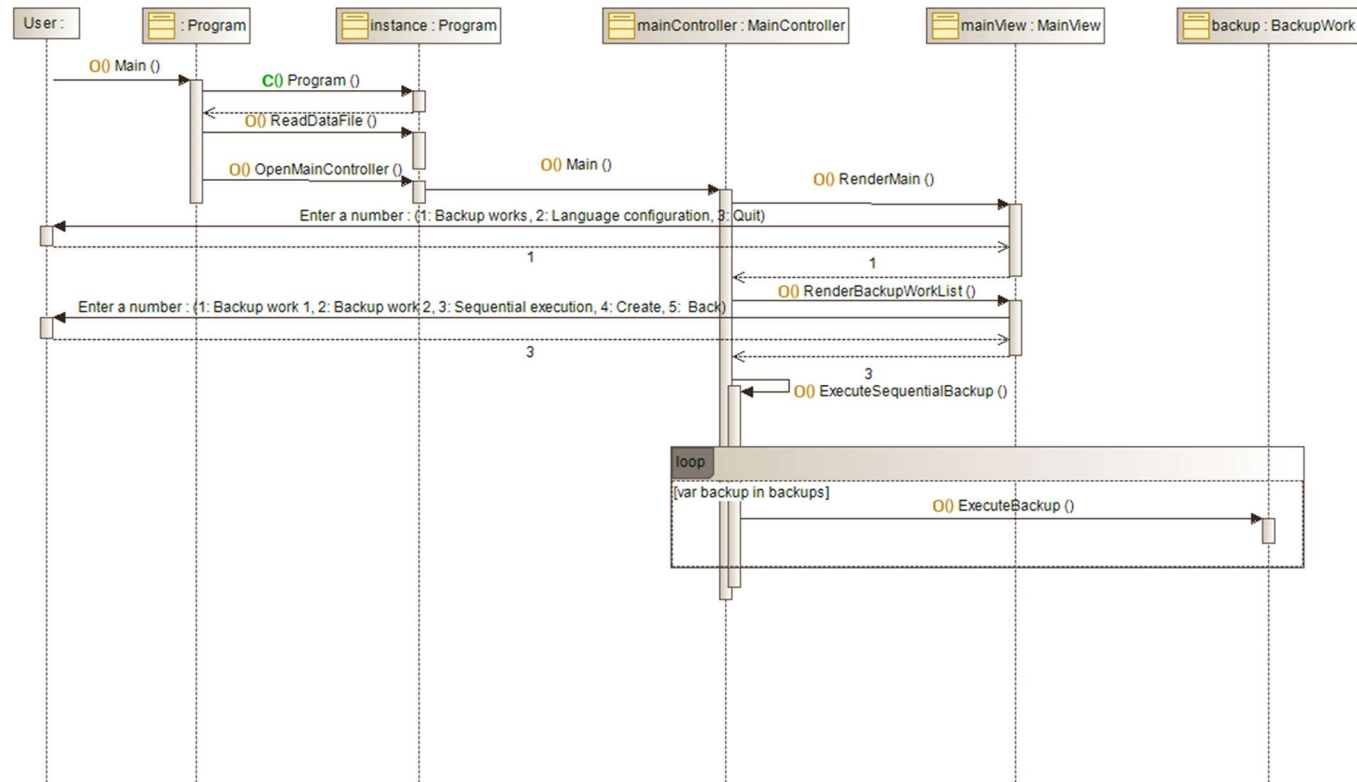 User :
: Program
instance : Program
mainController : MainController
mainView : MainView
backup : BackupWork
O() Main ()
C() Program ()
O() ReadDataFile ()
O() OpenMainController ()
O() Main ()
O() RenderMain ()
Enter a number : (1: Backup works, 2: Language configuration, 3: Quit)
1
1
O() RenderBackupWorkList ()
Enter a number : (1: Backup work 1, 2: Backup work 2, 3: Sequential execution, 4: Create, 5: Back)
3
3
O() ExecuteSequentialBackup ()
loop
[var backup in backups]
O() ExecuteBackup ()